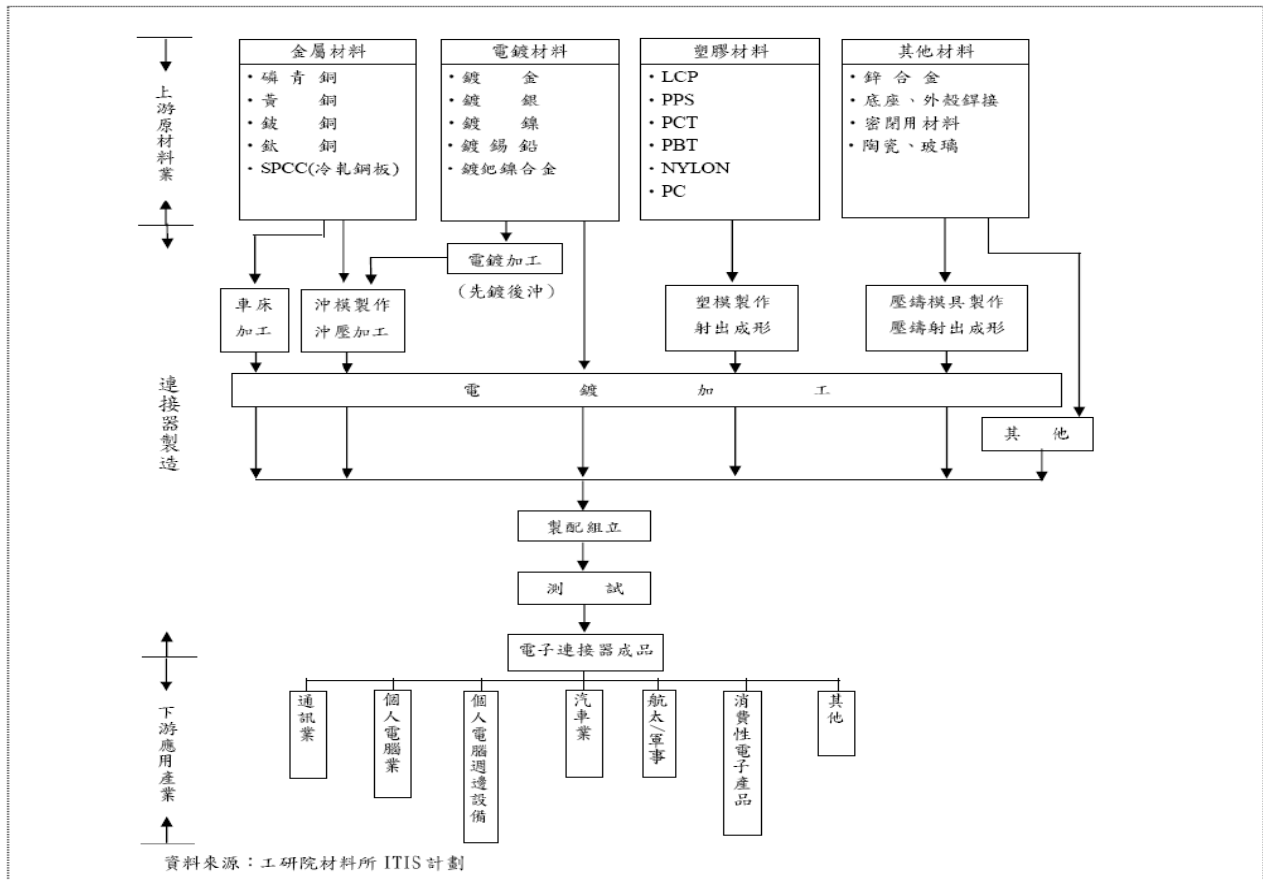 上游原材料業
金屬材料
・磷青銅
・黃銅
・鈹銅
・鈦銅
・SPCC(冷軋鋼板)
電鍍材料
・鍍金
・鍍銀
・鍍鎳
・鍍錫鉛
・鍍鈀鎳合金
塑膠材料
・LCP
・PPS
・PCT
・PBT
・NYLON
・PC
其他材料
・鋅合金
・底座、外殼銲接
・密閉用材料
・陶瓷、玻璃
連接器製造
電鍍加工
(先鍍後沖)
車床
加工
沖模製作
沖壓加工
塑模製作
射出成形
壓鑄模具製作
壓鑄射出成形
電鍍加工
其他
製配組立
測試
電子連接器成品
下游應用產業
通訊業
個人電腦業
個人電腦週邊設備
汽車業
航太/軍事
消費性電子產品
其他
資料來源：工研院材料所 ITIS 計劃